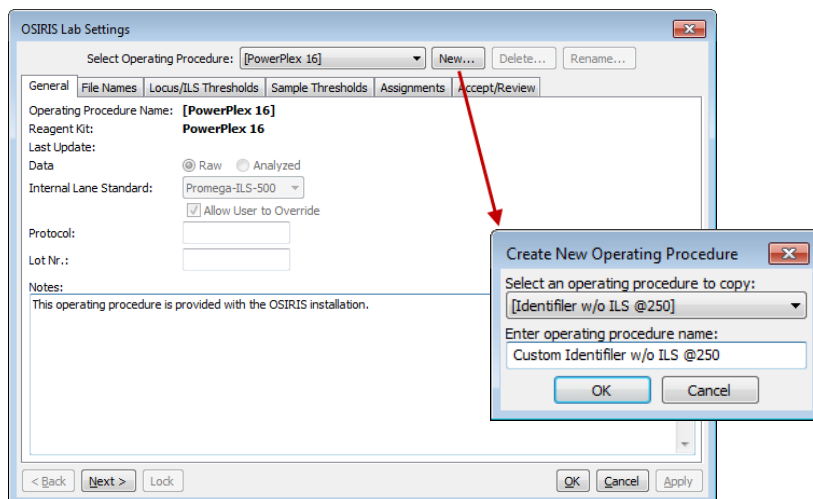 OSIRIS Lab Settings
Select Operating Procedure: [PowerPlex 16] New... Delete... Rename...
General File Names Locus/ILS Thresholds Sample Thresholds Assignments Accept/Review
Operating Procedure Name: [PowerPlex 16]
Reagent Kit: PowerPlex 16
Last Update:
Data Raw Analyzed
Internal Lane Standard: Promega-ILS-500
Allow User to Override
Protocol:
Lot Nr.:
Notes:
This operating procedure is provided with the OSIRIS installation.
< Back Next > Lock OK Cancel Apply
Create New Operating Procedure
Select an operating procedure to copy:
[Identifiler w/o ILS @250]
Enter operating procedure name:
Custom Identifiler w/o ILS @250
OK Cancel